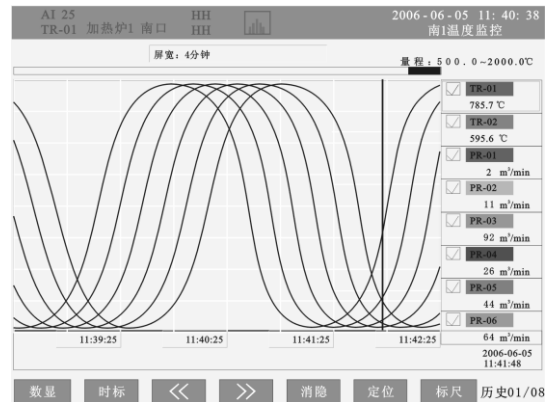 AI 25 HH 2006-06-05 11:40:38
TR-01 加热炉1 南口 HH 南1温度监控
屏宽：4分钟
量程：500.0~2000.0℃
TR-01
785.7 ℃
TR-02
595.6 ℃
PR-01
2 m³/min
PR-02
11 m³/min
PR-03
92 m³/min
PR-04
26 m³/min
PR-05
44 m³/min
PR-06
64 m³/min
11:39:25 11:40:25 11:41:25 11:42:25
2006-06-05
11:41:48
数显 时标 << >> 消隐 定位 标尺 历史01/08